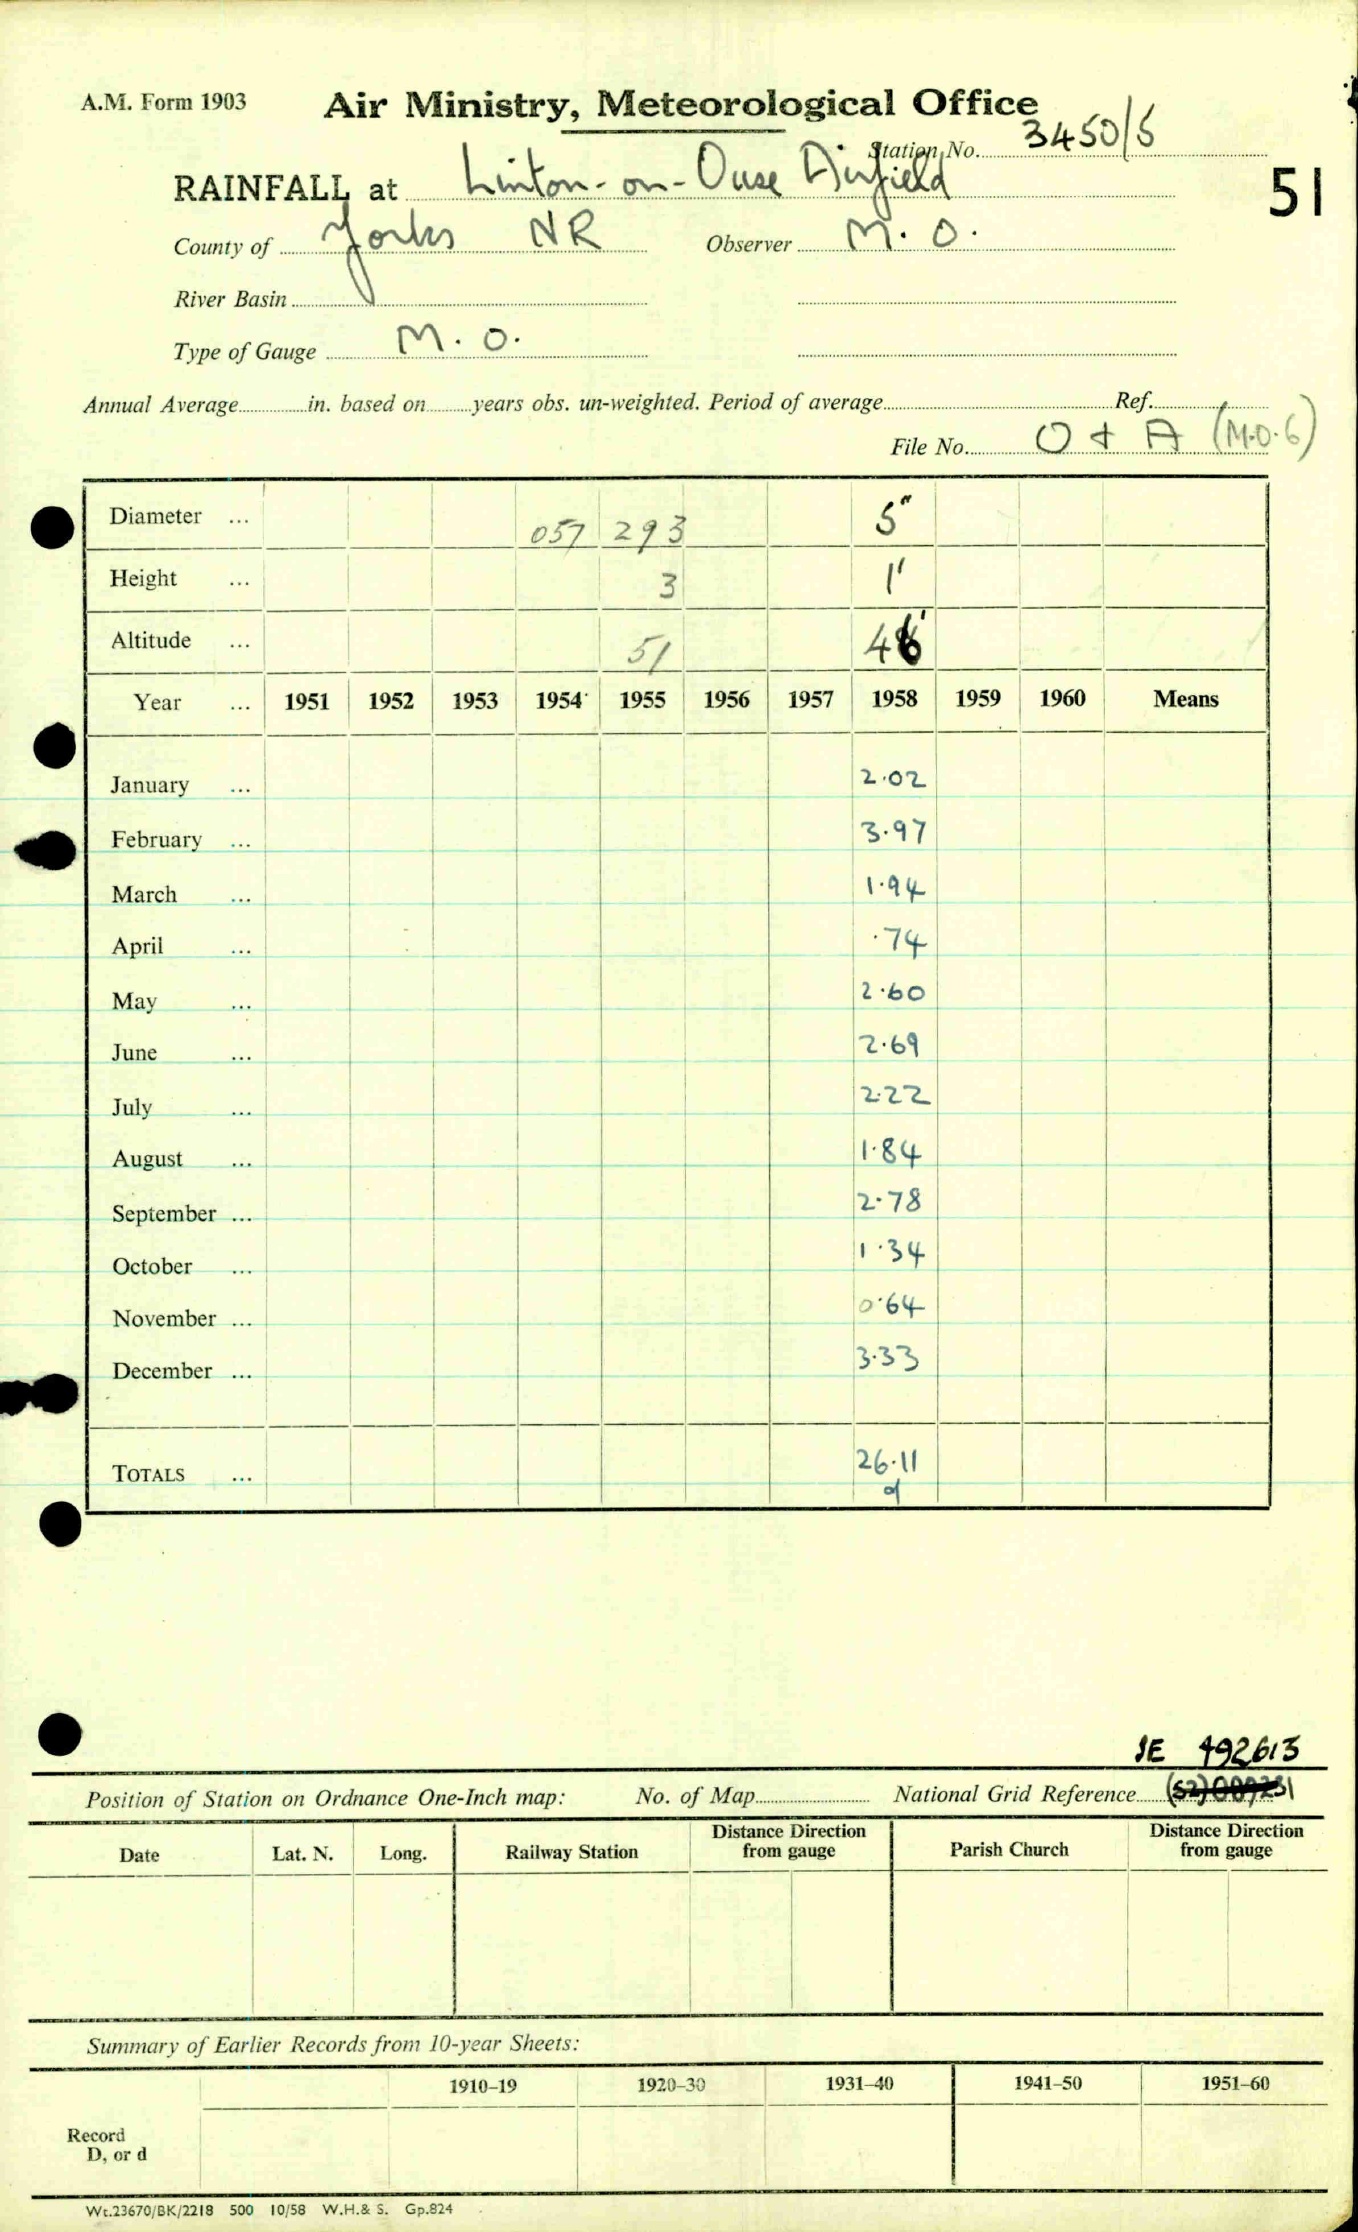 A.M. Form 1903
Air Ministry, Meteorological Office
Station No. 3450/5
RAINFALL at Linton-on-Ouse Airfield
51
County of Yorks NR Observer M.O.
River Basin
Type of Gauge M.O.
Annual Average in. based on years obs. un-weighted. Period of average Ref.
File No. O & A (M.O.6)
Diameter ... 057 293 5"
Height ... 3 1'
Altitude ... 51
Year ... 1951 1952 1953 1954 1955 1956 1957 1958 1959 1960 Means
January ... 2.02
February ... 3.97
March ... 1.94
April ... .74
May ... 2.60
June ... 2.69
July ... 2.22
August ... 1.84
September ... 2.78
October ... 1.34
November ... 0.64
December ... 3.33
TOTALS ... 26.11
d
SE 492613
Position of Station on Ordnance One-Inch map: No. of Map National Grid Reference
Date Lat. N. Long. Railway Station Distance Direction from gauge Parish Church Distance Direction from gauge
Summary of Earlier Records from 10-year Sheets:
1910–19 1920–30 1931–40 1941–50 1951–60
Record
D, or d
Wt.23670/BK/2218 500 10/58 W.H.& S. Gp.824